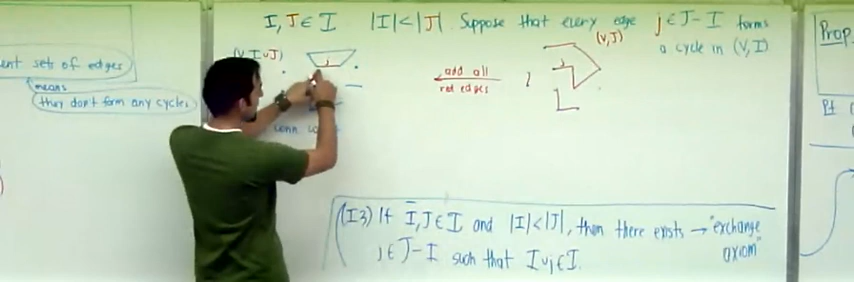 I, J ∈ I |I| < |J|. Suppose that every edge j ∈ J - I forms
a cycle in (V, I)
(V, I∪J)
(V, J)
j
add all
red edges
ent sets of edges
means
they don't form any cycles
conn
(I3) If I, J ∈ I and |I| < |J|, then there exists → "exchange
j ∈ J - I such that I∪j ∈ I. axiom"
Prop.
Pf